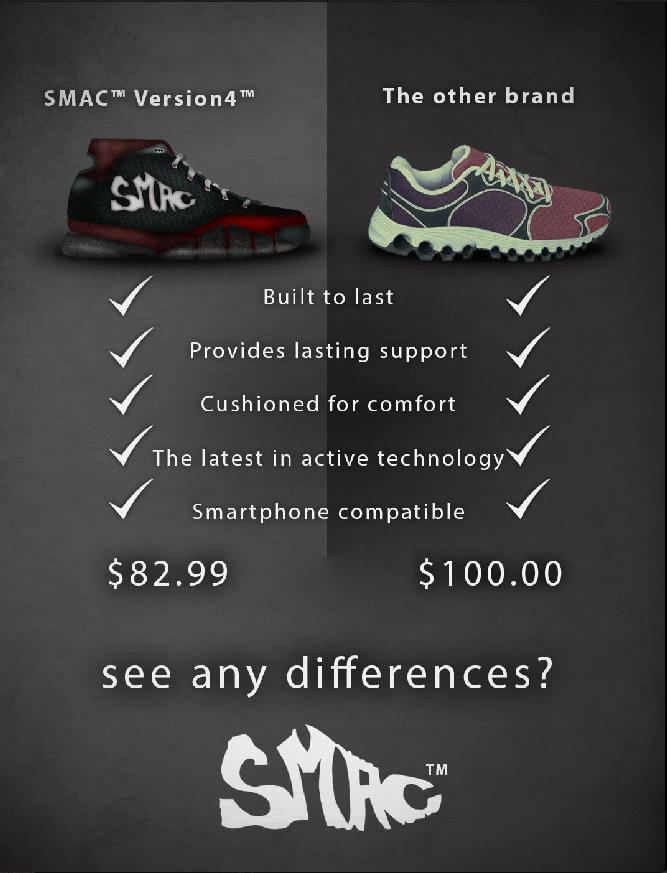 SMAC™ Version4™
The other brand
SMAC
Built to last
Provides lasting support
Cushioned for comfort
The latest in active technology
Smartphone compatible
$82.99
$100.00
see any differences?
SMAC™